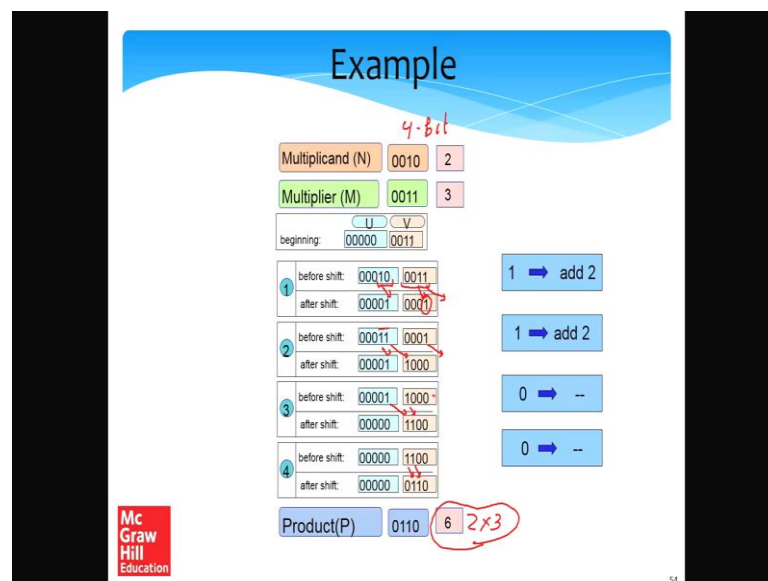 Example
4-Bit
Multiplicand (N) 0010 2
Multiplier (M) 0011 3
U V
beginning: 00000 0011
1 before shift: 00010 0011 1 add 2
after shift: 00001 0001
2 before shift: 00011 0001 1 add 2
after shift: 00001 1000
3 before shift: 00001 1000 0 --
after shift: 00000 1100
4 before shift: 00000 1100 0 --
after shift: 00000 0110
Product(P) 0110 6 2x3
Mc
Graw
Hill
Education
54